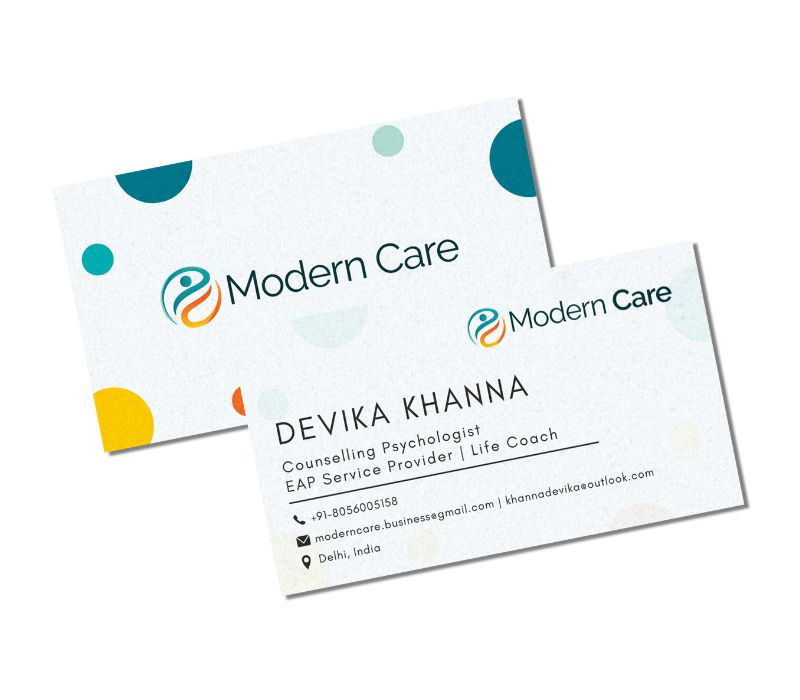 Modern Care
Modern Care
DEVIKA KHANNA
Counselling Psychologist
EAP Service Provider | Life Coach
+91-8056005158
moderncare.business@gmail.com | khannadevika@outlook.com
Delhi, India